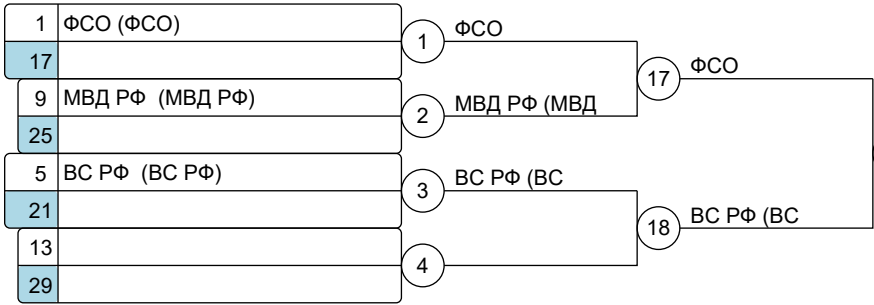 1 ФСО (ФСО)
17
1 ФСО
9 МВД РФ (МВД РФ)
25
2 МВД РФ (МВД
17 ФСО
5 ВС РФ (ВС РФ)
21
3 ВС РФ (ВС
13
29
4
18 ВС РФ (ВС